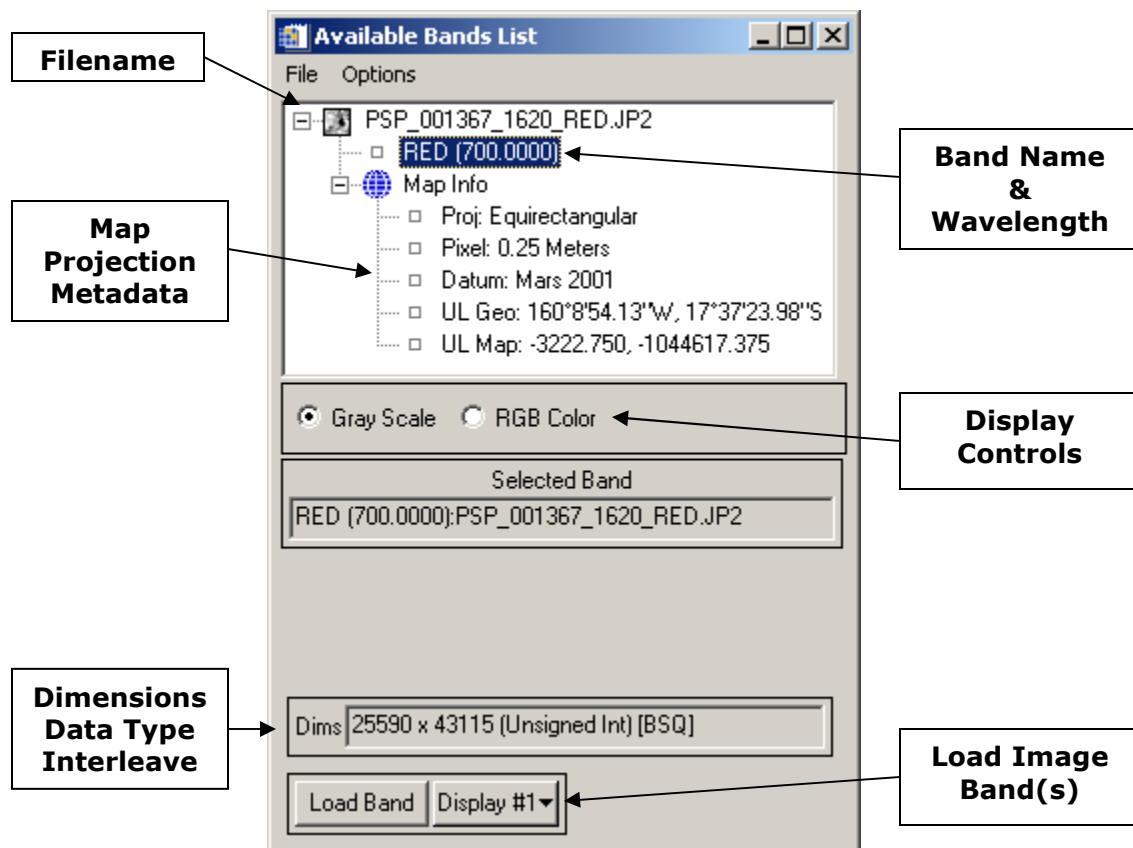 Available Bands List
Filename
File Options
PSP_001367_1620_RED.JP2
RED (700.0000)
Band Name
&
Wavelength
Map Info
Map
Projection
Metadata
Proj: Equirectangular
Pixel: 0.25 Meters
Datum: Mars 2001
UL Geo: 160°8'54.13"W, 17°37'23.98"S
UL Map: -3222.750, -1044617.375
Gray Scale RGB Color
Display
Controls
Selected Band
RED (700.0000):PSP_001367_1620_RED.JP2
Dimensions
Data Type
Interleave
Dims 25590 x 43115 (Unsigned Int) [BSQ]
Load Band Display #1
Load Image
Band(s)